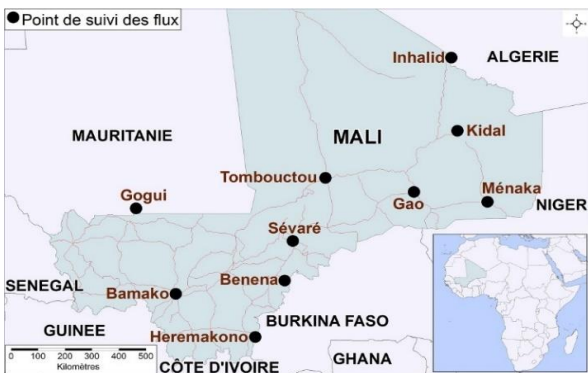 Point de suivi des flux
ALGERIE
Inhalid
MAURITANIE
Kidal
MALI
Tombouctou
Gogui
Gao
Ménaka
NIGER
Sévaré
SENEGAL
Benena
Bamako
BURKINA FASO
GUINEE
Heremakono
0 100 200 300 400 500
Kilomètres
CÔTE D'IVOIRE
GHANA